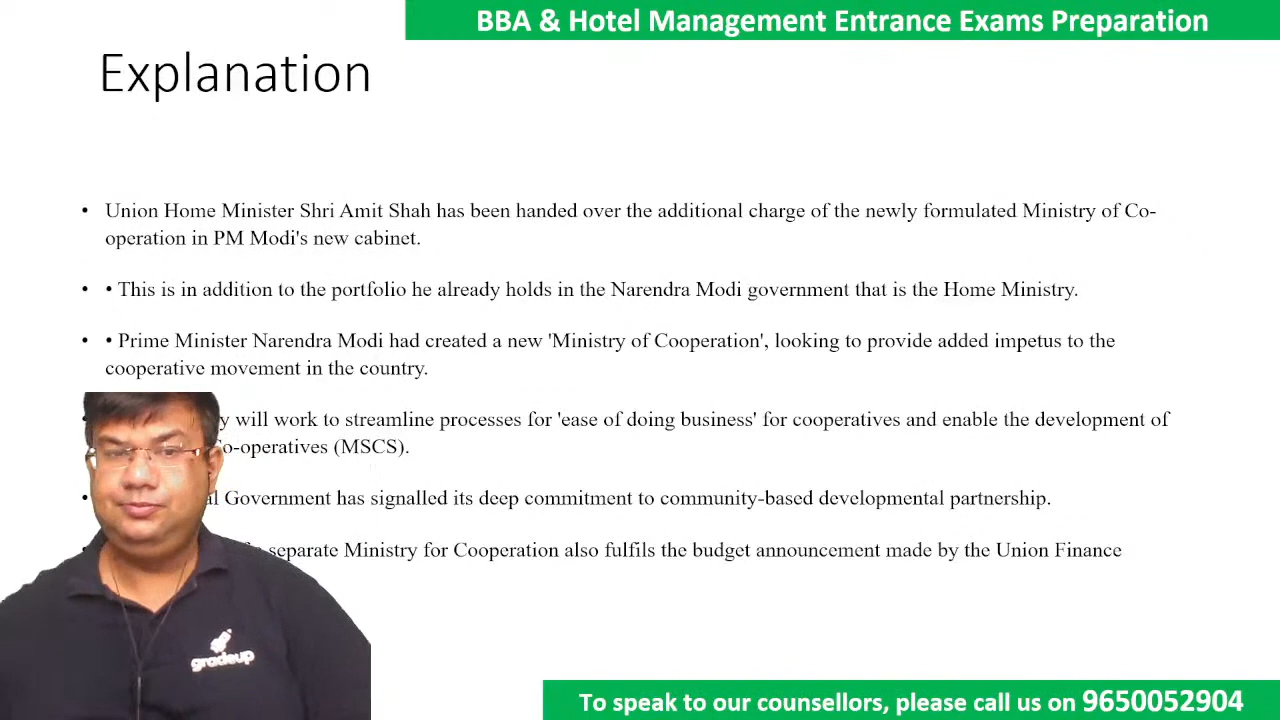 BBA & Hotel Management Entrance Exams Preparation
Explanation
• Union Home Minister Shri Amit Shah has been handed over the additional charge of the newly formulated Ministry of Co-
operation in PM Modi's new cabinet.
• • This is in addition to the portfolio he already holds in the Narendra Modi government that is the Home Ministry.
• • Prime Minister Narendra Modi had created a new 'Ministry of Cooperation', looking to provide added impetus to the
cooperative movement in the country.
will work to streamline processes for 'ease of doing business' for cooperatives and enable the development of
Co-operatives (MSCS).
• Government has signalled its deep commitment to community-based developmental partnership.
separate Ministry for Cooperation also fulfils the budget announcement made by the Union Finance
gradeup
To speak to our counsellors, please call us on 9650052904